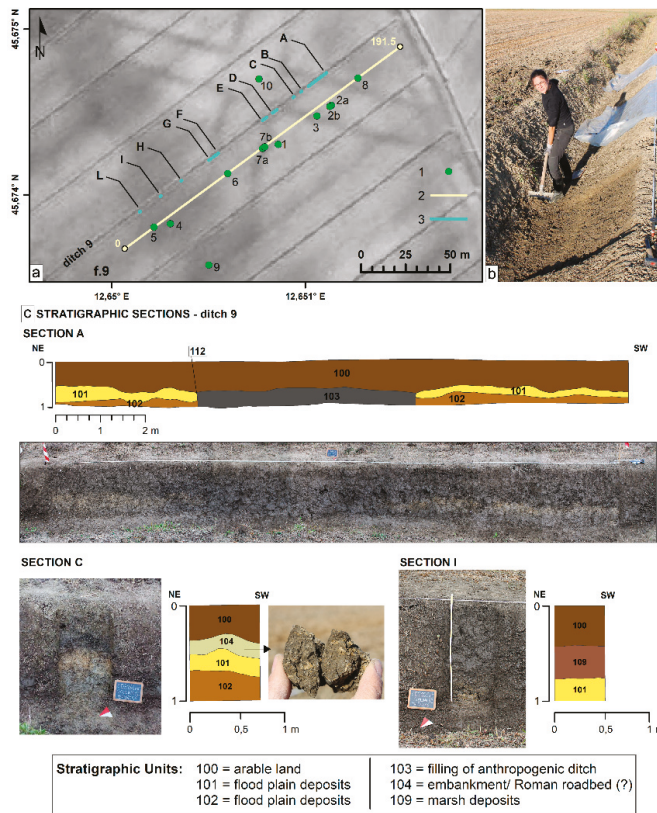 45,675° N
N
A
B
C
D
E
F
G
H
I
L
191.5
8
10
2a
2b
3
7b
1
7a
6
45,674° N
5
4
9
0
ditch 9
f.9
1
2
3
0 25 50 m
a
b
12,65° E
12,651° E
C STRATIGRAPHIC SECTIONS - ditch 9
SECTION A
NE
112
SW
0
100
101
101
102
103
102
1
0 1 2 m
SECTION C
SECTION I
NE SW
NE SW
0
100
104
101
102
1
0 0,5 1 m
0
100
109
101
1
0 0,5 1 m
Stratigraphic Units:
100 = arable land
101 = flood plain deposits
102 = flood plain deposits
103 = filling of anthropogenic ditch
104 = embankment/ Roman roadbed (?)
109 = marsh deposits